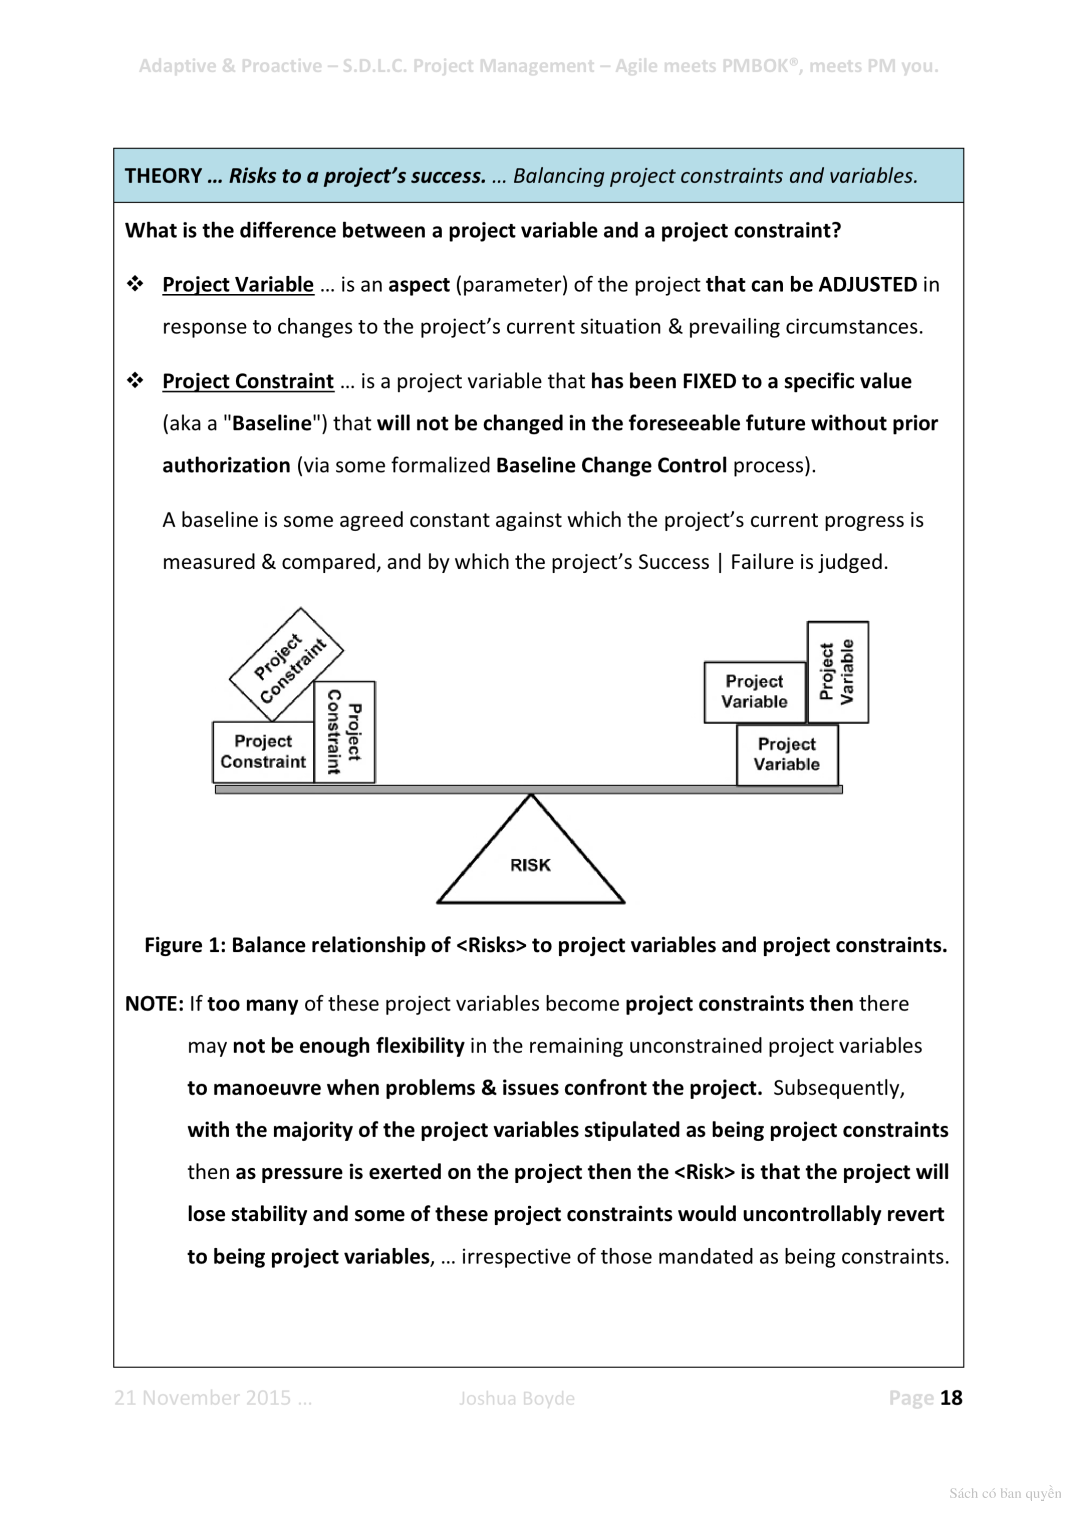 Adaptive & Proactive – S.D.L.C. Project Management – Agile meets PMBOK®, meets PM you.
THEORY … Risks to a project’s success. … Balancing project constraints and variables.
What is the difference between a project variable and a project constraint?
❖ Project Variable … is an aspect (parameter) of the project that can be ADJUSTED in
response to changes to the project’s current situation & prevailing circumstances.
❖ Project Constraint … is a project variable that has been FIXED to a specific value
(aka a "Baseline") that will not be changed in the foreseeable future without prior
authorization (via some formalized Baseline Change Control process).
A baseline is some agreed constant against which the project’s current progress is
measured & compared, and by which the project’s Success | Failure is judged.
Project
Constraint
Project
Constraint
Project
Constraint
Project
Variable
Project
Variable
Project
Variable
RISK
Figure 1: Balance relationship of <Risks> to project variables and project constraints.
NOTE: If too many of these project variables become project constraints then there
may not be enough flexibility in the remaining unconstrained project variables
to manoeuvre when problems & issues confront the project. Subsequently,
with the majority of the project variables stipulated as being project constraints
then as pressure is exerted on the project then the <Risk> is that the project will
lose stability and some of these project constraints would uncontrollably revert
to being project variables, … irrespective of those mandated as being constraints.
21 November 2015 … Joshua Boyde Page 18
Sách có bản quyền